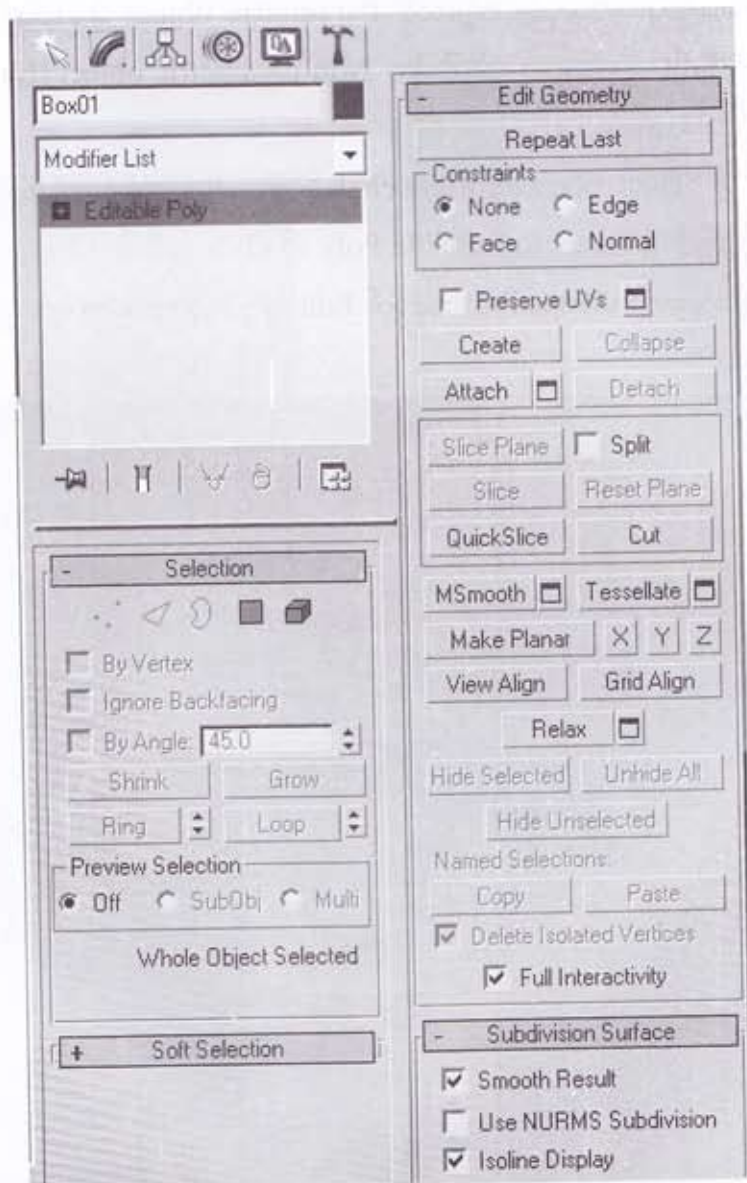 Box01
Modifier List
Editable Poly
Selection
By Vertex
Ignore Backfacing
By Angle: 45.0
Shrink Grow
Ring Loop
Preview Selection
Off SubObj Multi
Whole Object Selected
+ Soft Selection
- Edit Geometry
Repeat Last
Constraints
None Edge
Face Normal
Preserve UVs
Create Collapse
Attach Detach
Slice Plane Split
Slice Reset Plane
QuickSlice Cut
MSmooth Tessellate
Make Planar X Y Z
View Align Grid Align
Relax
Hide Selected Unhide All
Hide Unselected
Named Selections:
Copy Paste
Delete Isolated Vertices
Full Interactivity
- Subdivision Surface
Smooth Result
Use NURMS Subdivision
Isoline Display